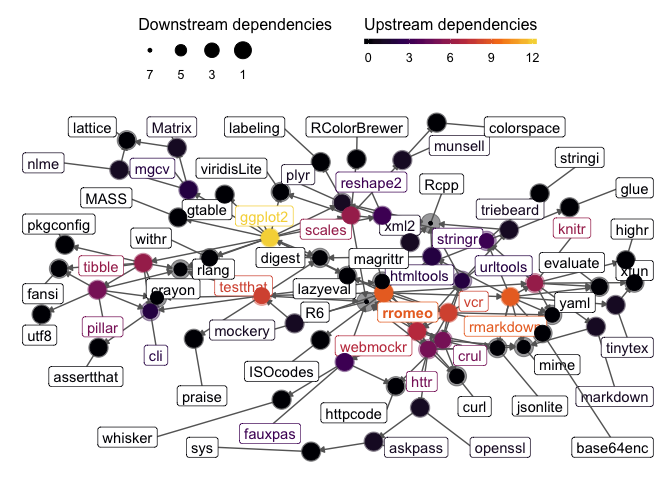 Downstream dependencies
7 5 3 1
Upstream dependencies
0 3 6 9 12
lattice
Matrix
labeling
RColorBrewer
colorspace
nlme
mgcv
viridisLite
munsell
stringi
plyr
reshape2
Rcpp
glue
MASS
gtable
ggplot2
scales
xml2
triebeard
knitr
pkgconfig
withr
stringr
highr
tibble
rlang
digest
magrittr
htmltools
urltools
evaluate
xfun
fansi
crayon
testthat
lazyeval
vcr
yaml
pillar
R6
rromeo
rmarkdown
utf8
cli
mockery
webmockr
crul
mime
tinytex
assertthat
ISOcodes
httr
markdown
praise
httpcode
curl
jsonlite
whisker
fauxpas
sys
askpass
openssl
base64enc